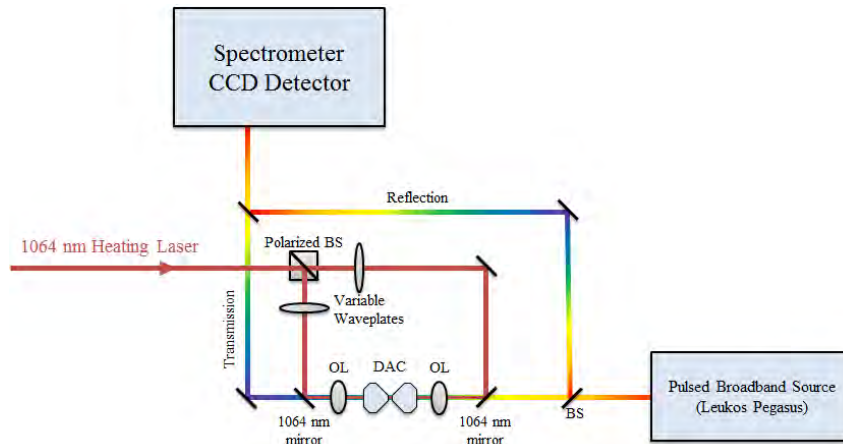 Spectrometer
CCD Detector
Reflection
1064 nm Heating Laser
Polarized BS
Variable
Waveplates
Transmission
OL
DAC
OL
1064 nm
mirror
1064 nm
mirror
BS
Pulsed Broadband Source
(Leukos Pegasus)